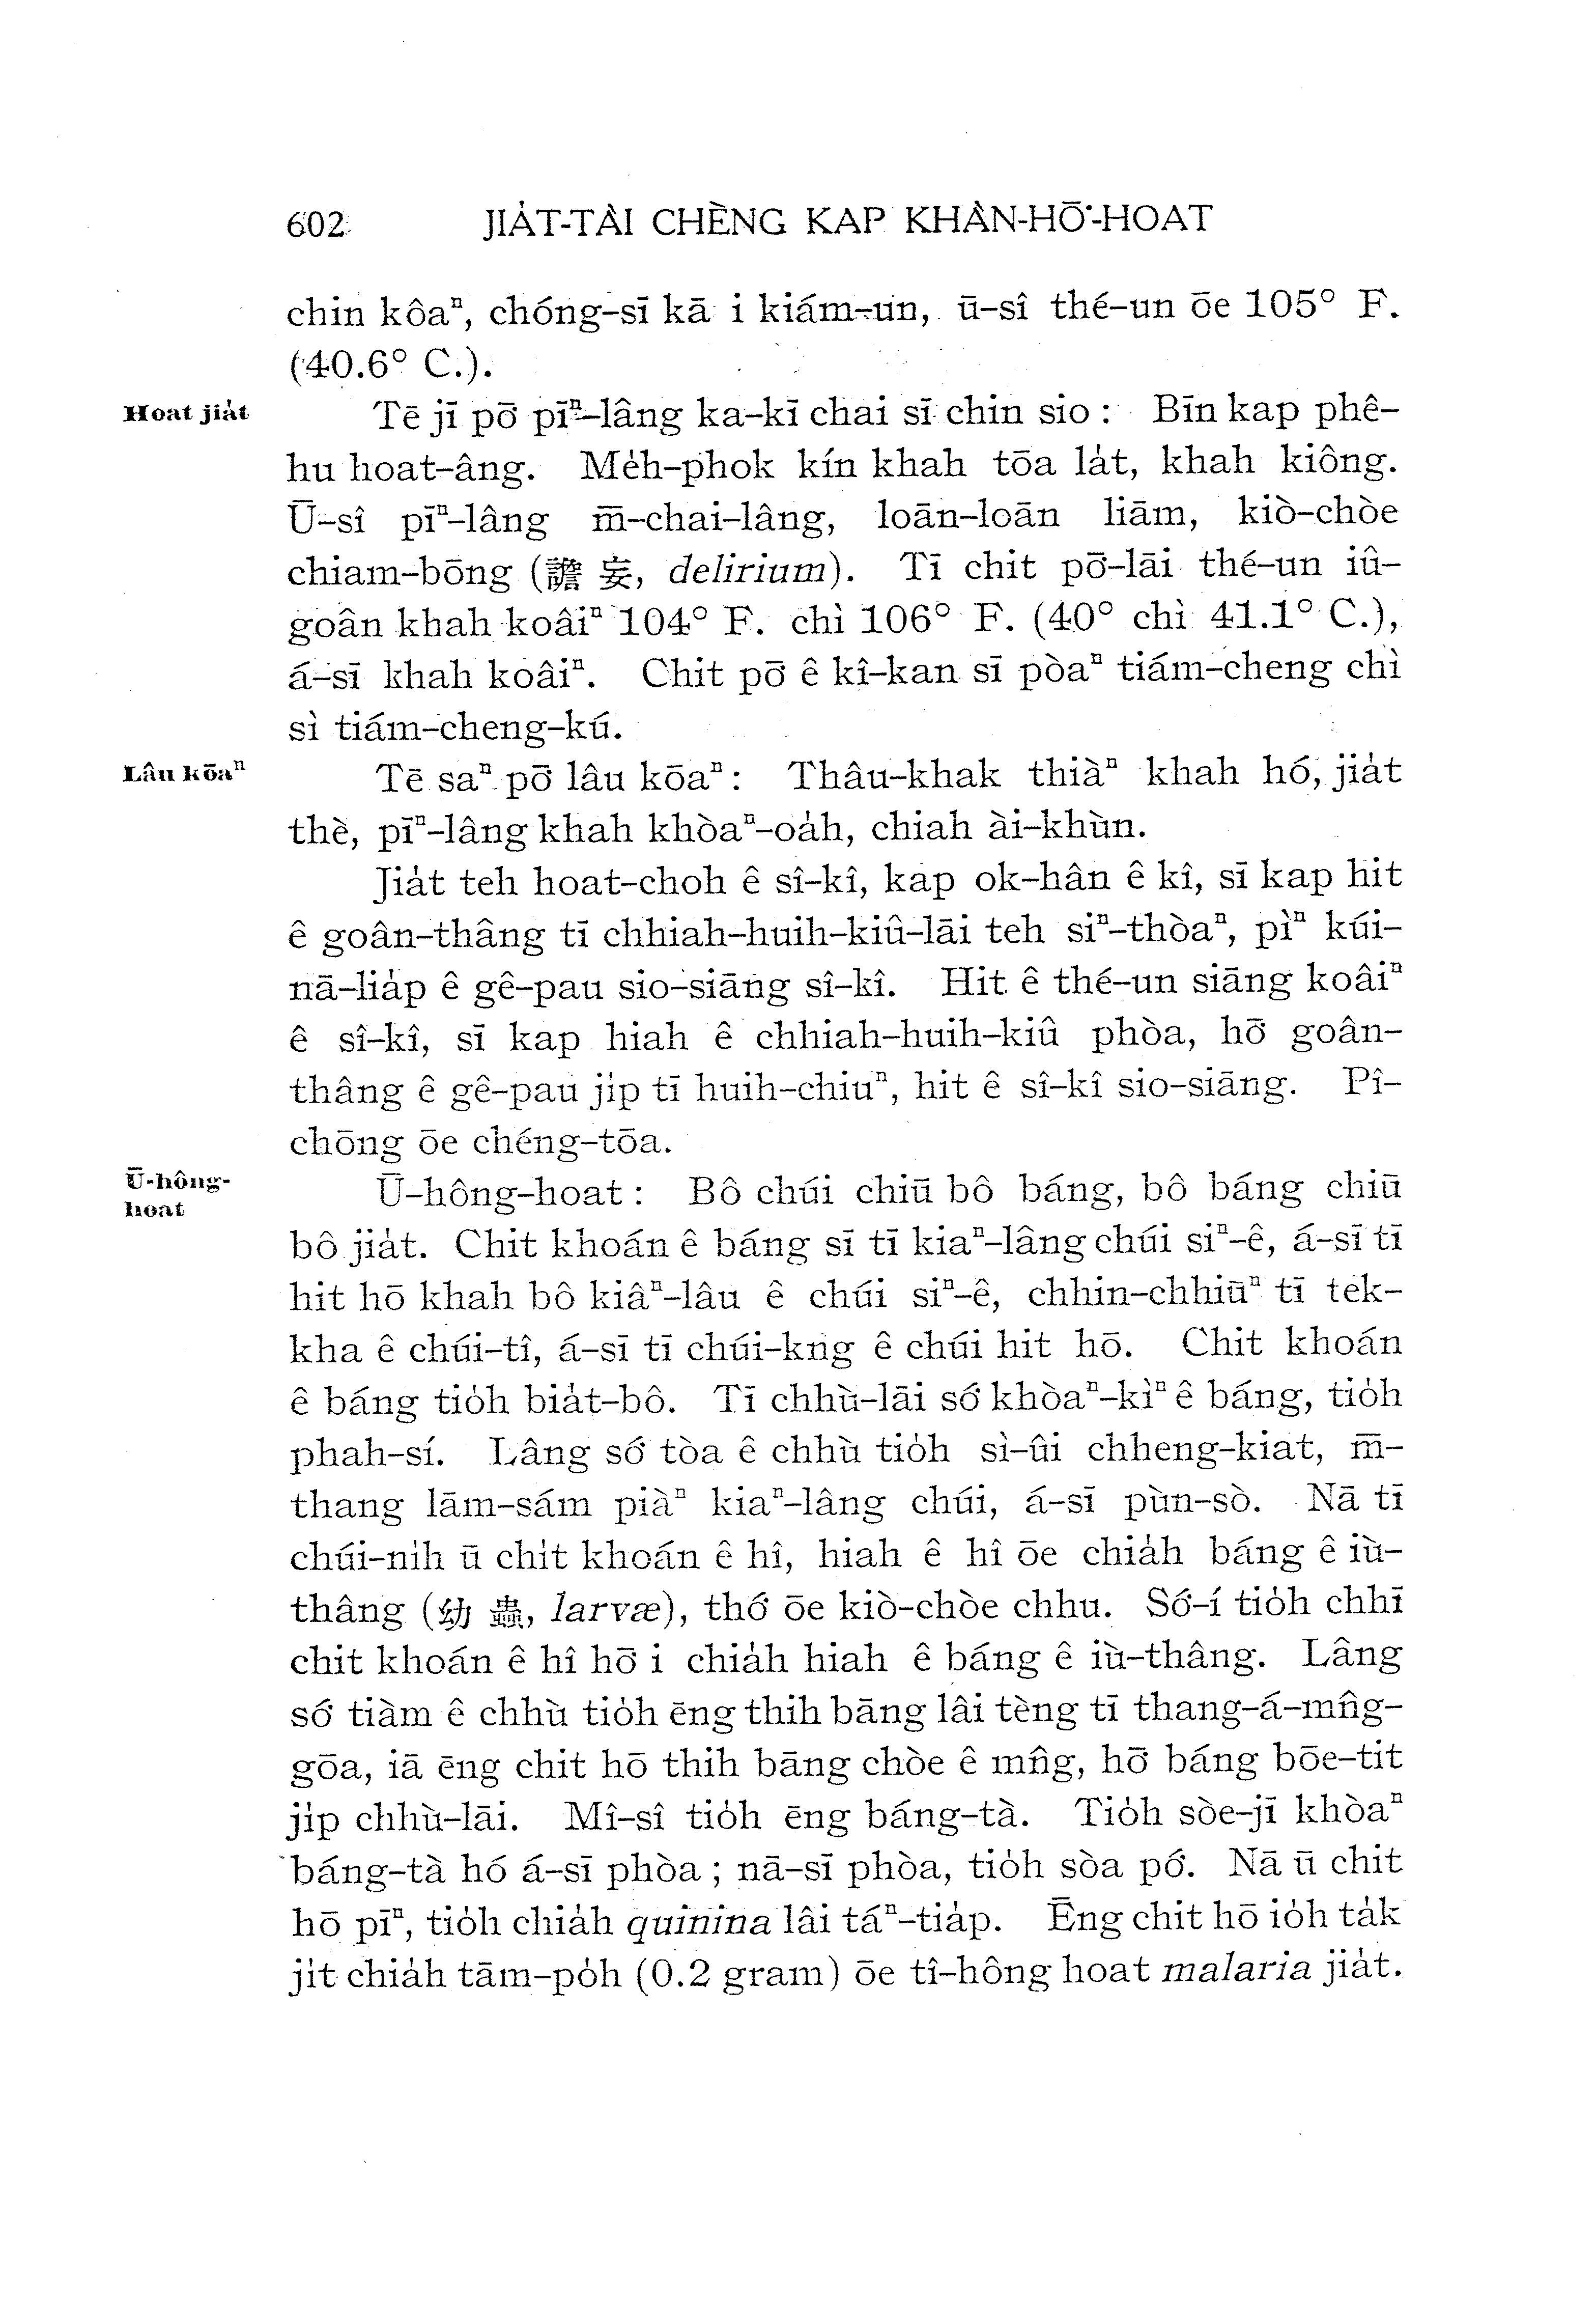 602 JIA̍T-TÀI CHÈNG KAP KHÀN-HŌ͘-HOAT
chin kôaⁿ, chóng-sī kā i kiám-un, ū-sî thé-un ōe 105° F.
(40.6° C.).
Hoat jia̍t
Tē jī pō͘ pīⁿ-lâng ka-kī chai sī chin sio : Bīn kap phê-
hu hoat-âng. Me̍h-phok kín khah tōa la̍t, khah kiông.
Ū-sî pīⁿ-lâng m̄-chai-lâng, loān-loān liām, kiò-chòe
chiam-bōng (譫 妄, delirium). Tī chit pō͘-lāi thé-un iû-
goân khah koâiⁿ 104° F. chì 106° F. (40° chì 41.1° C.),
á-sī khah koâiⁿ. Chit pō͘ ê kî-kan sī pòaⁿ tiám-cheng chì
sì tiám-cheng-kú.
Lâu kōaⁿ
Tē saⁿ pō͘ lâu kōaⁿ : Thâu-khak thiàⁿ khah hó, jia̍t
thè, pīⁿ-lâng khah khòaⁿ-oa̍h, chiah ài-khùn.
Jia̍t teh hoat-choh ê sî-kî, kap ok-hân ê kî, sī kap hit
ê goân-thâng tī chhiah-huih-kiû-lāi teh siⁿ-thòaⁿ, pìⁿ kúi-
nā-lia̍p ê gê-pau sio-siāng sî-kî. Hit ê thé-un siāng koâiⁿ
ê sî-kî, sī kap hiah ê chhiah-huih-kiû phòa, hō͘ goân-
thâng ê gê-pau ji̍p tī huih-chiuⁿ, hit ê sî-kî sio-siāng. Pî-
chōng ōe chéng-tōa.
Ū-hông-
hoat
Ū-hông-hoat : Bô chúi chiū bô báng, bô báng chiū
bô jia̍t. Chit khoán ê báng sī tī kiaⁿ-lâng chúi siⁿ-ê, á-sī tī
hit hō khah bô kiâⁿ-lâu ê chúi siⁿ-ê, chhin-chhiūⁿ tī tek-
kha ê chúi-tî, á-sī tī chúi-kng ê chúi hit hō. Chit khoán
ê báng tio̍h bia̍t-bô. Tī chhù-lāi só͘ khòaⁿ-kìⁿ ê báng, tio̍h
phah-sí. Lâng só͘ tòa ê chhù tio̍h sì-ûi chheng-kiat, m̄-
thang lām-sám piàⁿ kiaⁿ-lâng chúi, á-sī pùn-sò. Nā tī
chúi-ni̍h ū chi̍t khoán ê hî, hiah ê hî ōe chia̍h báng ê iù-
thâng (幼 蟲, larvæ), thó͘ ōe kiò-chòe chhu. Só͘-í tio̍h chhī
chit khoán ê hî hō͘ i chia̍h hiah ê báng ê iù-thâng. Lâng
só͘ tiàm ê chhù tio̍h ēng thih bāng lâi tèng tī thang-á-mn̂g-
gōa, iā ēng chit hō thih bāng chòe ê mn̂g, hō͘ báng bōe-tit
ji̍p chhù-lāi. Mî-sî tio̍h ēng báng-tà. Tio̍h sòe-jī khòaⁿ
báng-tà hó á-sī phòa ; nā-sī phòa, tio̍h sòa pó͘. Nā ū chit
hō pīⁿ, tio̍h chia̍h quinina lâi táⁿ-tia̍p. Ēng chit hō io̍h ta̍k
ji̍t chia̍h tām-po̍h (0.2 gram) ōe tî-hông hoat malaria jia̍t.